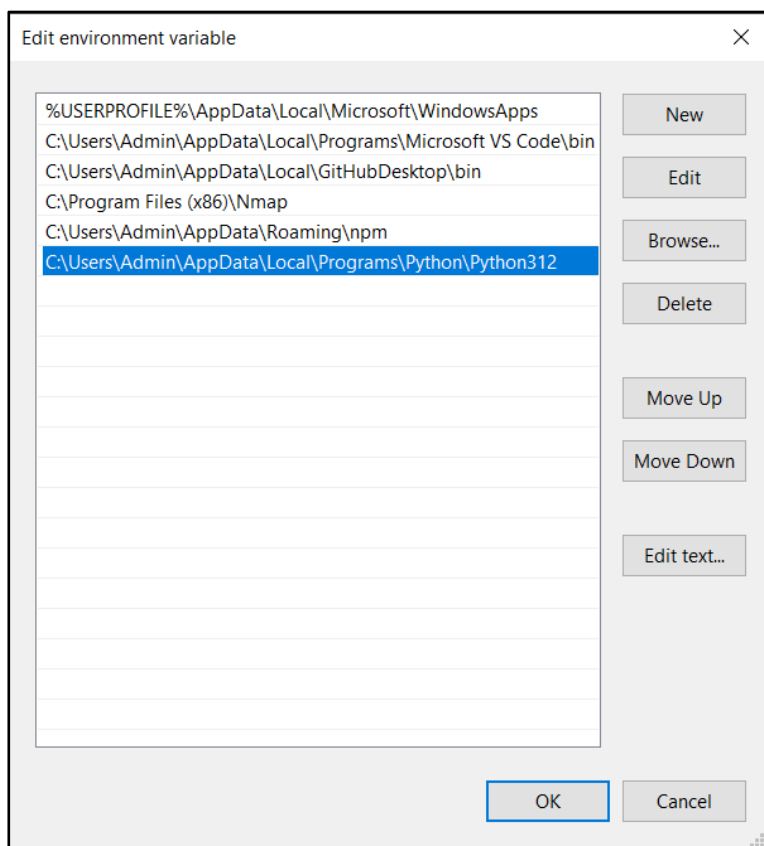 Edit environment variable
%USERPROFILE%\AppData\Local\Microsoft\WindowsApps
C:\Users\Admin\AppData\Local\Programs\Microsoft VS Code\bin
C:\Users\Admin\AppData\Local\GitHubDesktop\bin
C:\Program Files (x86)\Nmap
C:\Users\Admin\AppData\Roaming\npm
C:\Users\Admin\AppData\Local\Programs\Python\Python312
New
Edit
Browse...
Delete
Move Up
Move Down
Edit text...
OK
Cancel